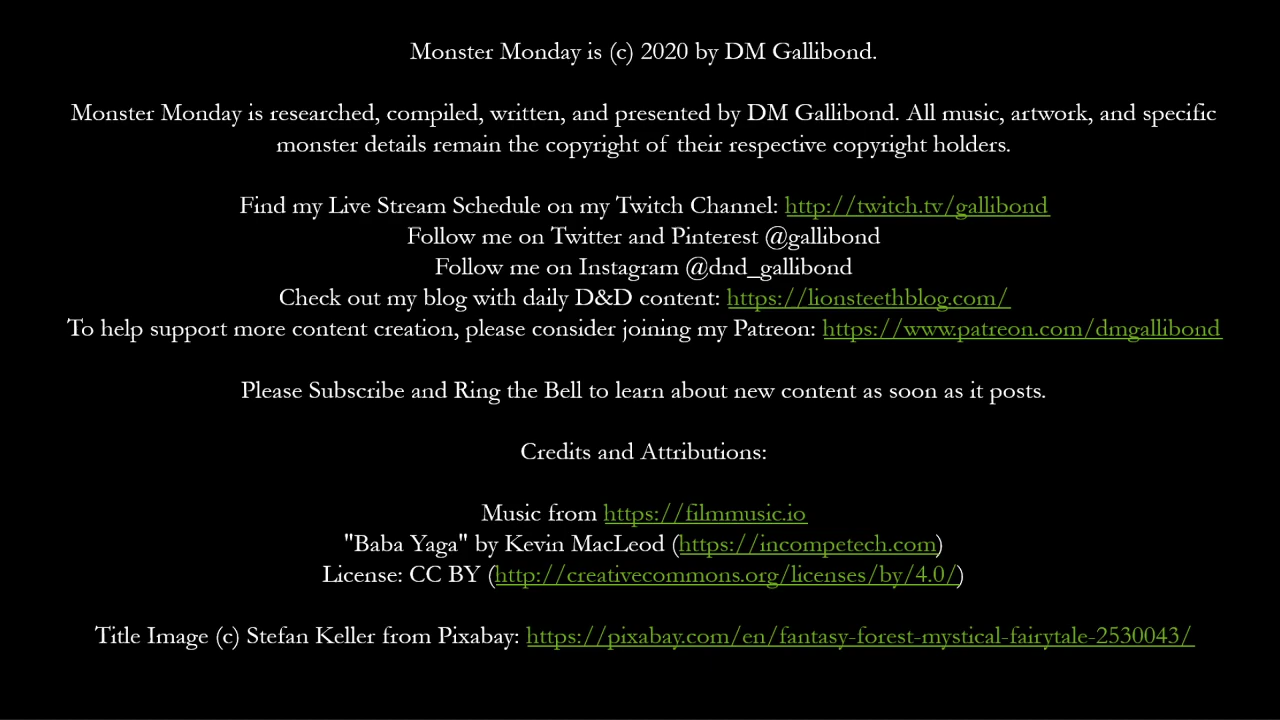 Monster Monday is (c) 2020 by DM Gallibond.
Monster Monday is researched, compiled, written, and presented by DM Gallibond. All music, artwork, and specific
monster details remain the copyright of their respective copyright holders.
Find my Live Stream Schedule on my Twitch Channel: http://twitch.tv/gallibond
Follow me on Twitter and Pinterest @gallibond
Follow me on Instagram @dnd_gallibond
Check out my blog with daily D&D content: https://lionsteethblog.com/
To help support more content creation, please consider joining my Patreon: https://www.patreon.com/dmgallibond
Please Subscribe and Ring the Bell to learn about new content as soon as it posts.
Credits and Attributions:
Music from https://filmmusic.io
"Baba Yaga" by Kevin MacLeod (https://incompetech.com)
License: CC BY (http://creativecommons.org/licenses/by/4.0/)
Title Image (c) Stefan Keller from Pixabay: https://pixabay.com/en/fantasy-forest-mystical-fairytale-2530043/